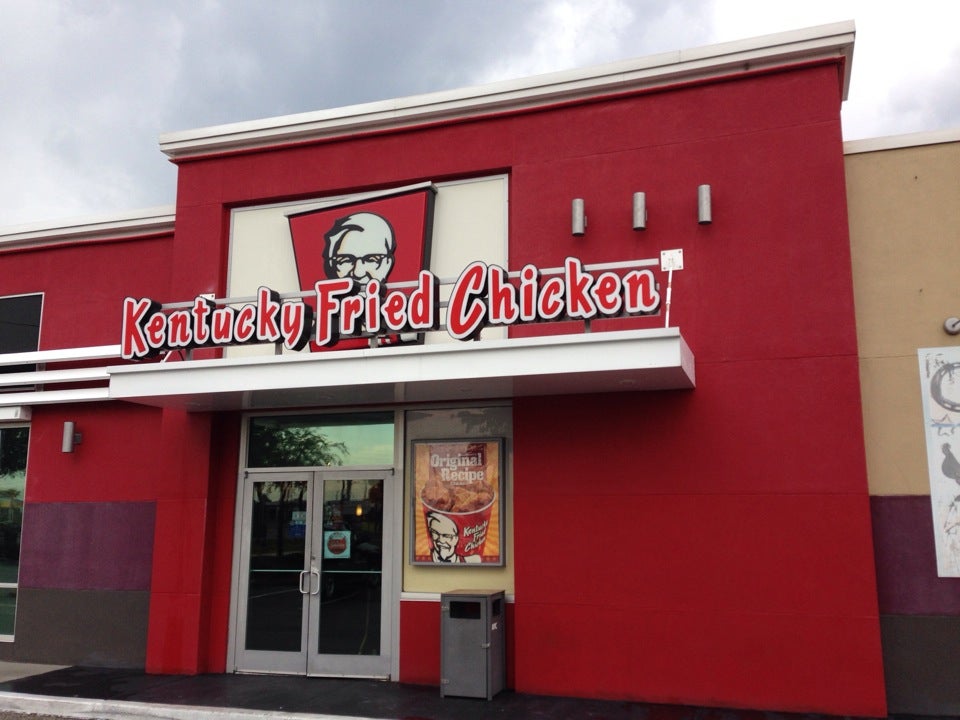 Kentucky Fried Chicken
Original
Recipe
Kentucky
Fried
Chicken